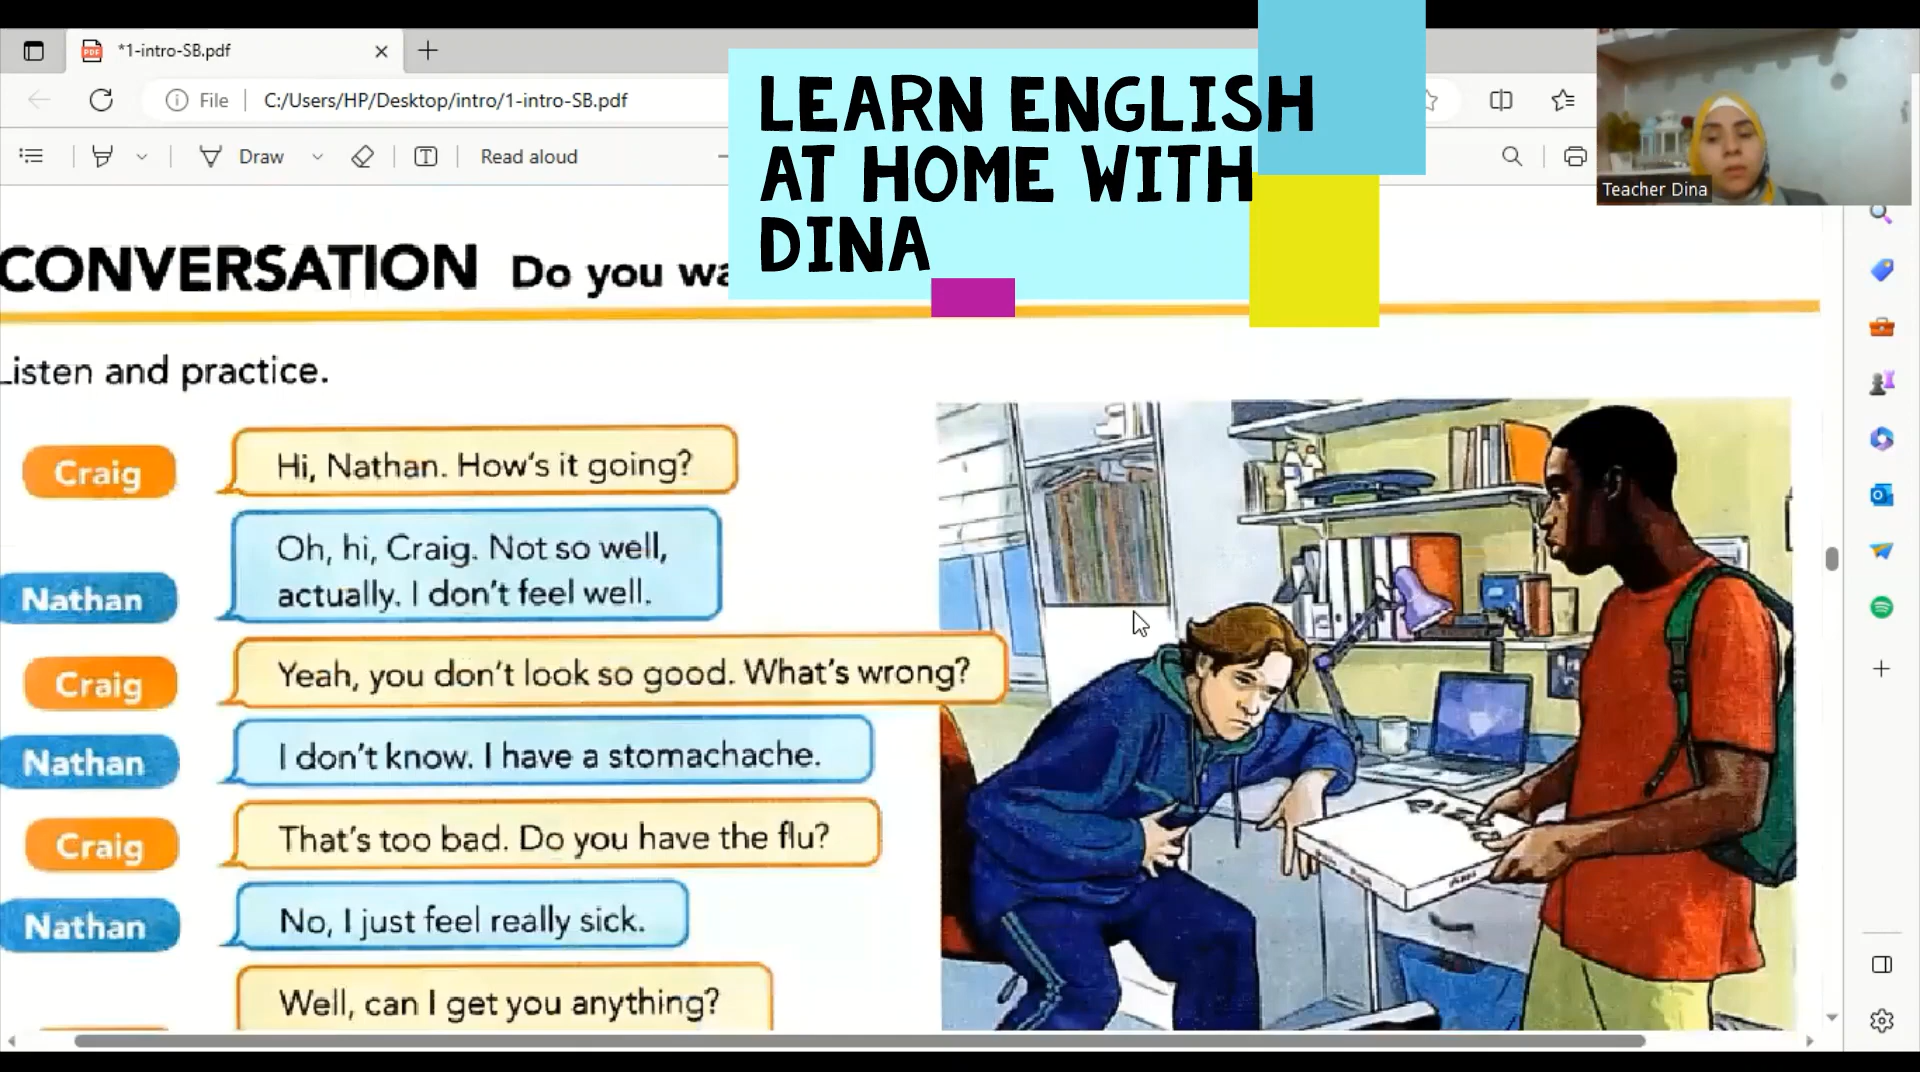 *1-intro-SB.pdf
File
C:/Users/HP/Desktop/intro/1-intro-SB.pdf
Draw
Read aloud
LEARN ENGLISH
AT HOME WITH
DINA
Teacher Dina
CONVERSATION Do you wa
Listen and practice.
Craig
Hi, Nathan. How's it going?
Nathan
Oh, hi, Craig. Not so well,
actually. I don't feel well.
Craig
Yeah, you don't look so good. What's wrong?
Nathan
I don't know. I have a stomachache.
Craig
That's too bad. Do you have the flu?
Nathan
No, I just feel really sick.
Well, can I get you anything?
Pizza